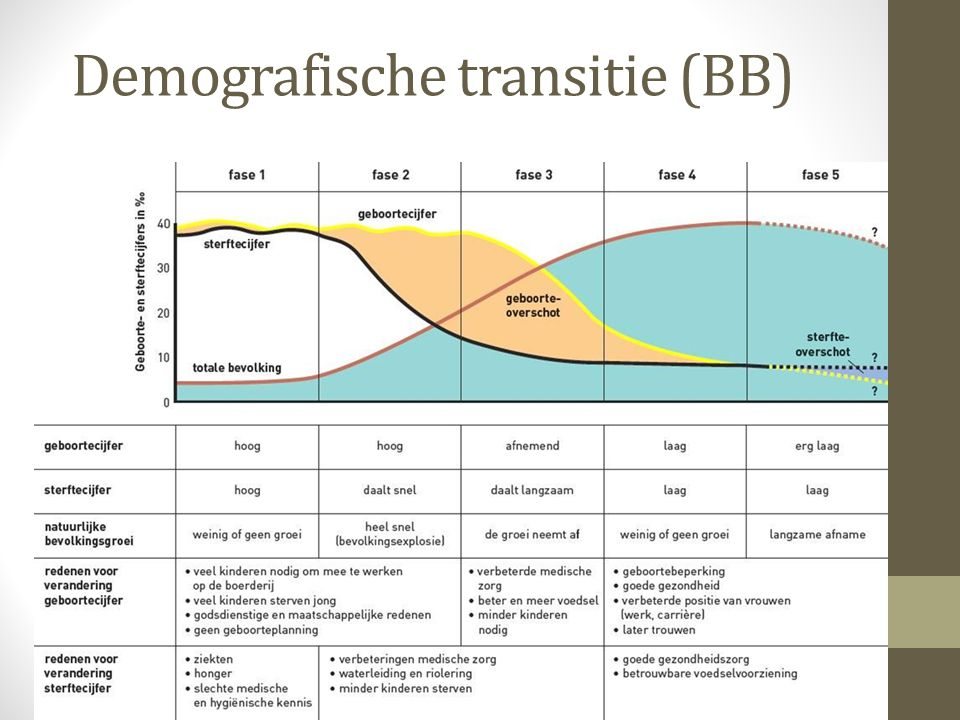 Demografische transitie (BB)
fase 1
fase 2
fase 3
fase 4
fase 5
Geboorte- en sterftecijfers in ‰
40
30
20
10
0
geboortecijfer
sterftecijfer
totale bevolking
geboorte-
overschot
sterfte-
overschot
?
?
?
geboortecijfer
hoog
hoog
afnemend
laag
erg laag
sterftecijfer
hoog
daalt snel
daalt langzaam
laag
laag
natuurlijke
bevolkingsgroei
weinig of geen groei
heel snel
(bevolkingsexplosie)
de groei neemt af
weinig of geen groei
langzame afname
redenen voor
verandering
geboortecijfer
• veel kinderen nodig om mee te werken
op de boerderij
• veel kinderen sterven jong
• godsdienstige en maatschappelijke redenen
• geen geboorteplanning
• verbeterde medische
zorg
• beter en meer voedsel
• minder kinderen
nodig
• geboortebeperking
• goede gezondheid
• verbeterde positie van vrouwen
(werk, carrière)
• later trouwen
redenen voor
verandering
sterftecijfer
• ziekten
• honger
• slechte medische
en hygiënische kennis
• verbeteringen medische zorg
• waterleiding en riolering
• minder kinderen sterven
• goede gezondheidszorg
• betrouwbare voedselvoorziening